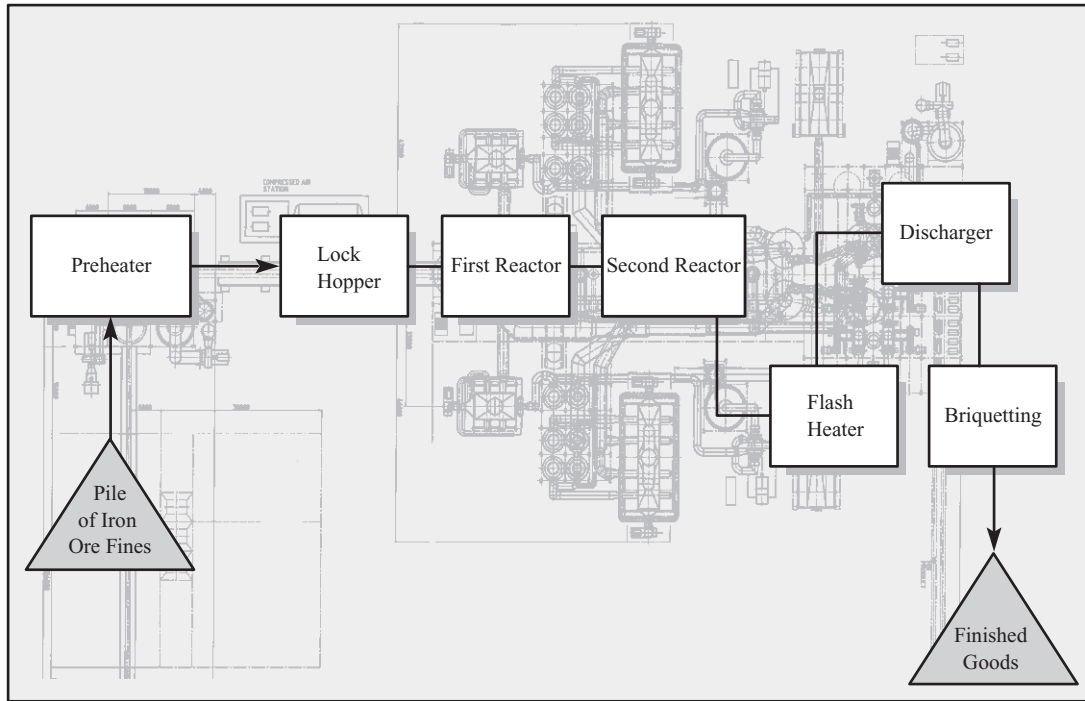 COMPRESSED AIR
STATION
Preheater
Lock
Hopper
First Reactor
Second Reactor
Discharger
Flash
Heater
Briquetting
Pile
of Iron
Ore Fines
Finished
Goods